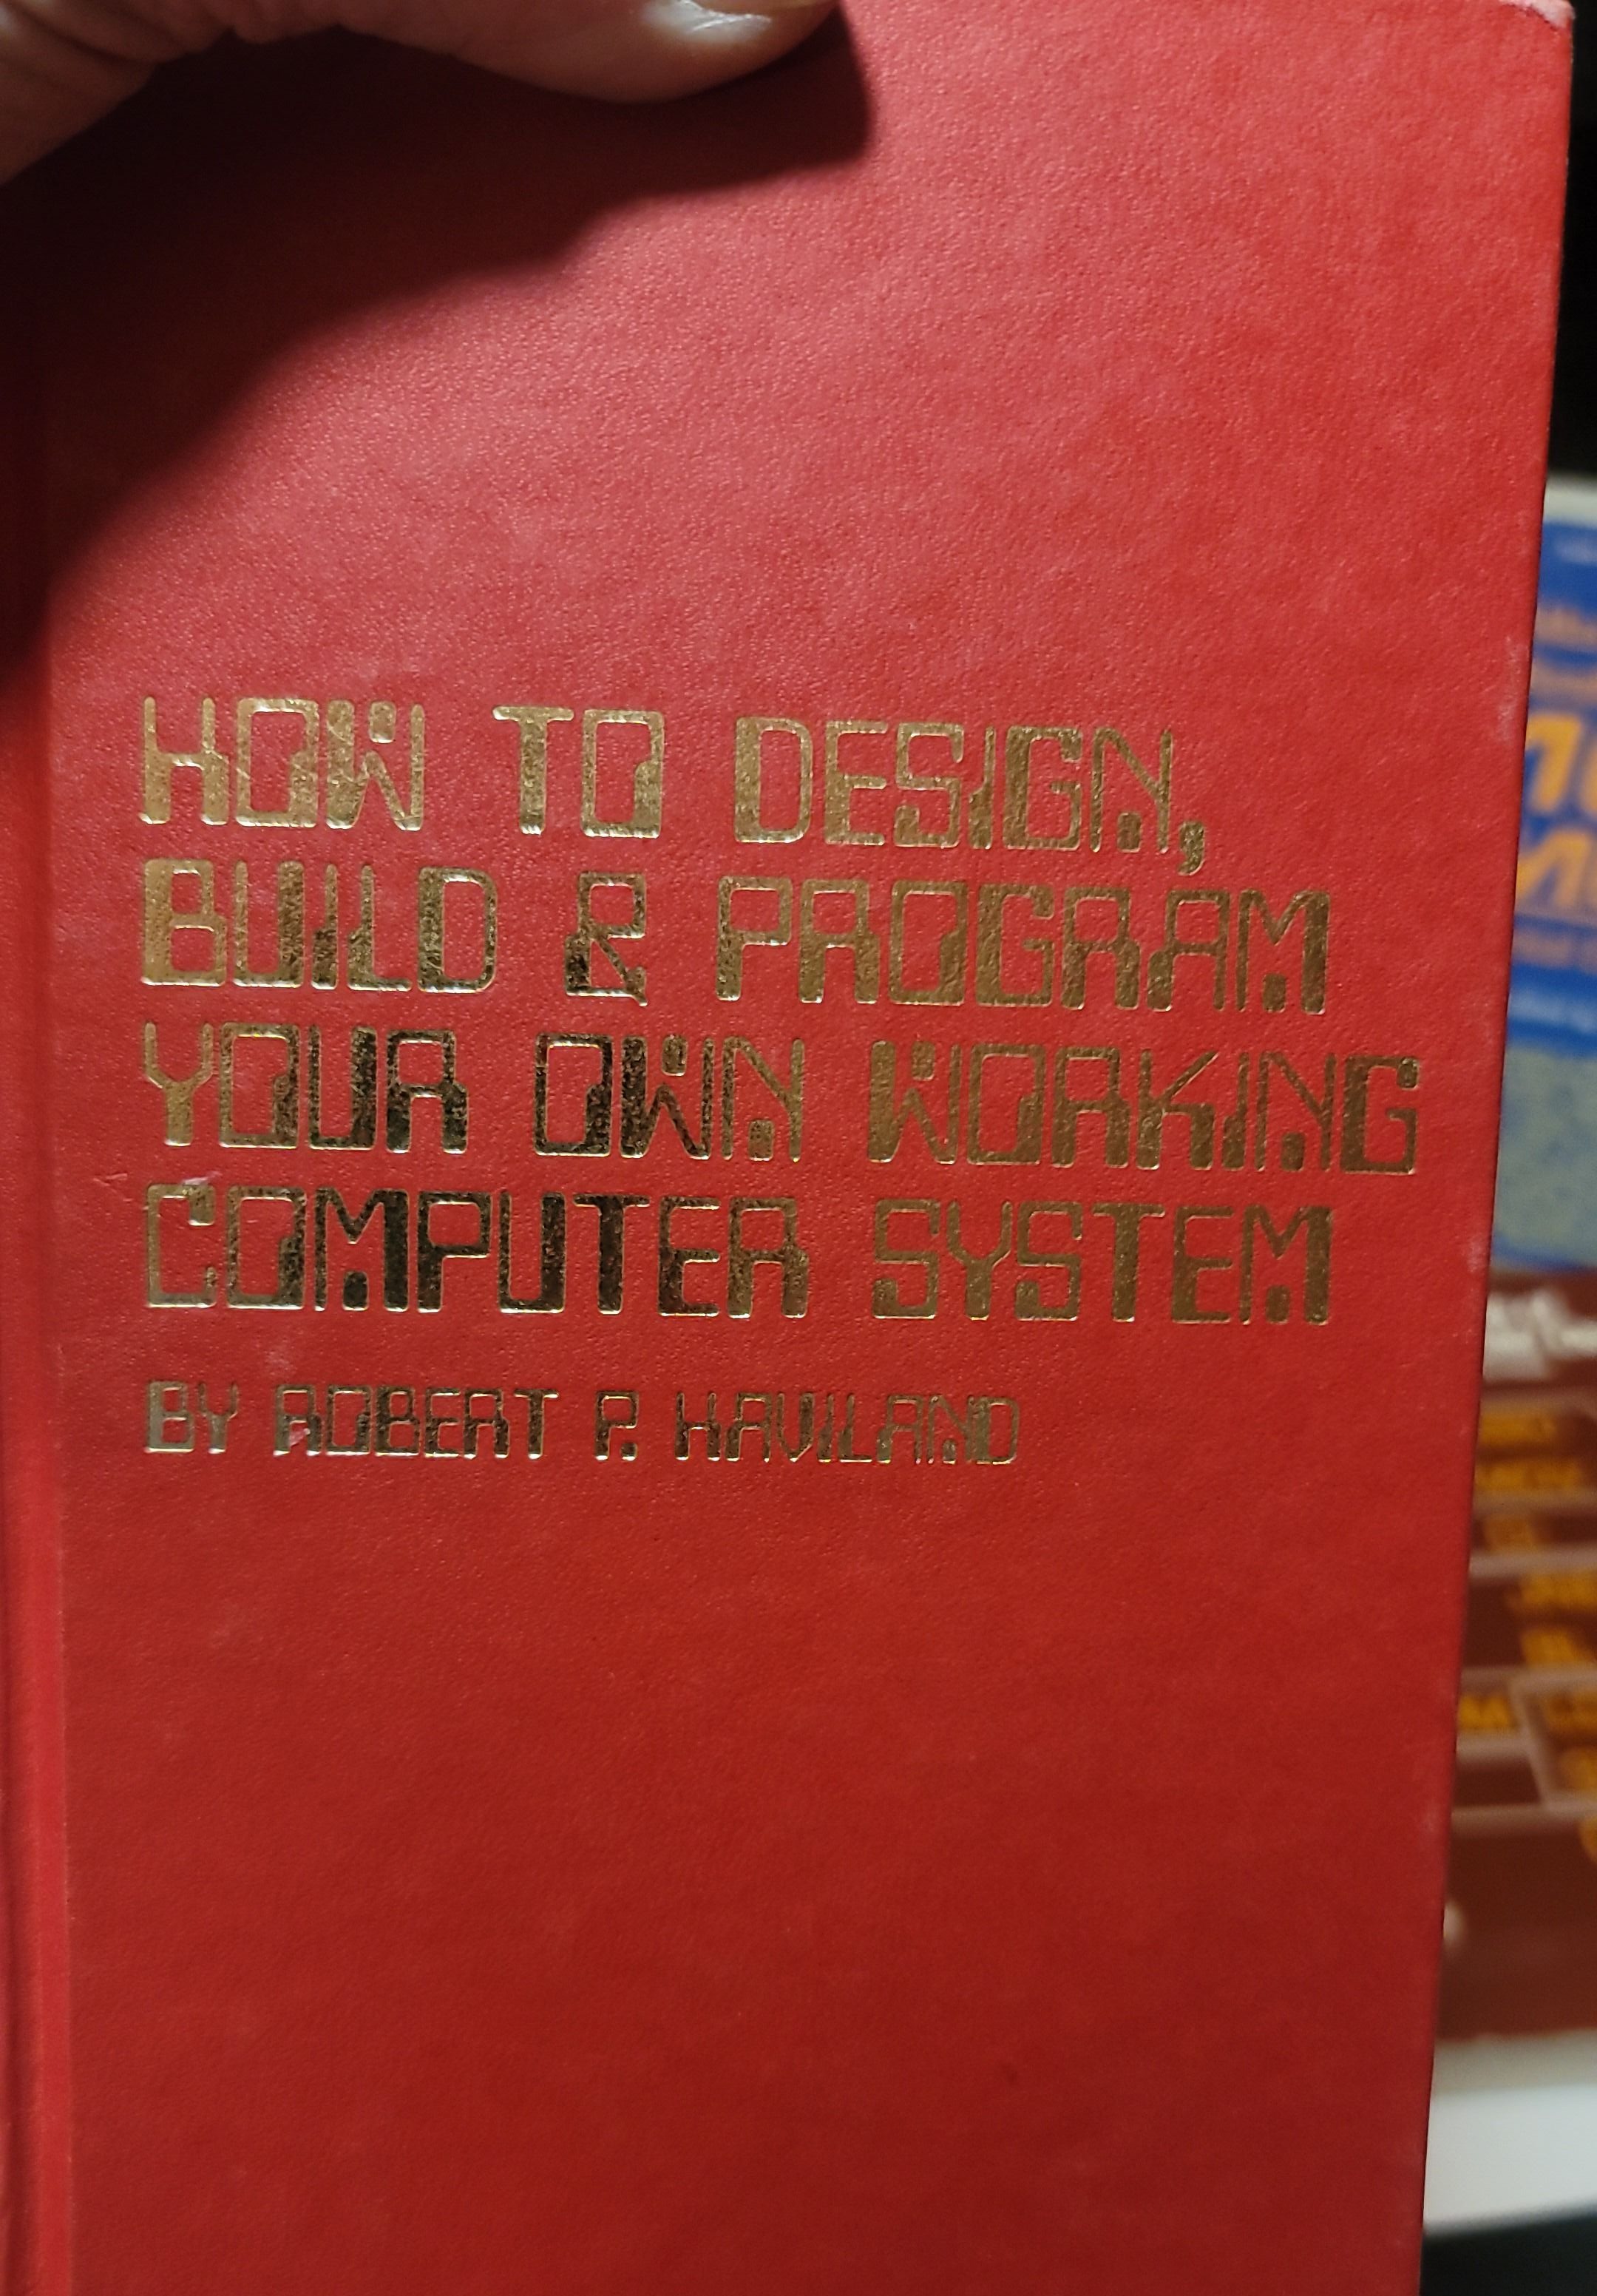 HOW TO DESIGN,
BUILD & PROGRAM
YOUR OWN WORKING
COMPUTER SYSTEM
BY ROBERT P. HAVILAND